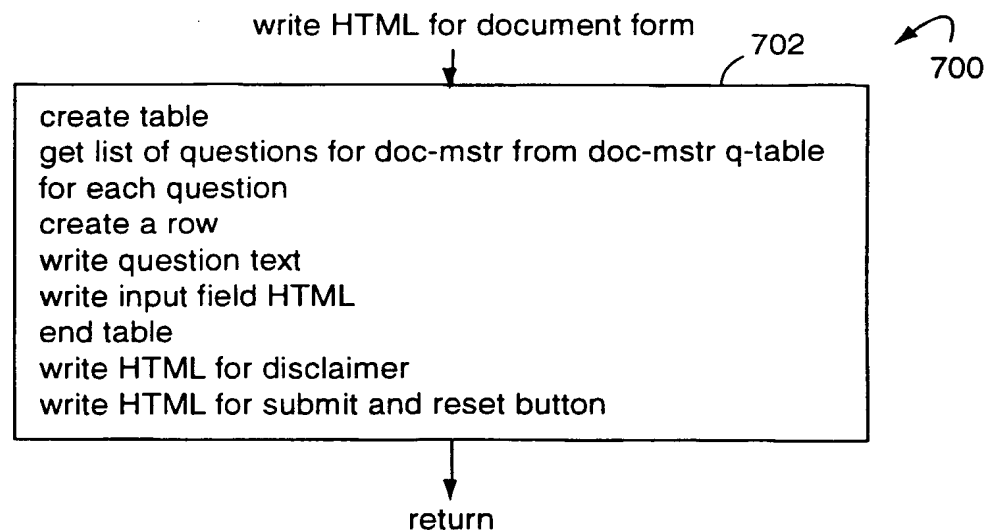 write HTML for document form
702
700
create table
get list of questions for doc-mstr from doc-mstr q-table
for each question
create a row
write question text
write input field HTML
end table
write HTML for disclaimer
write HTML for submit and reset button
return